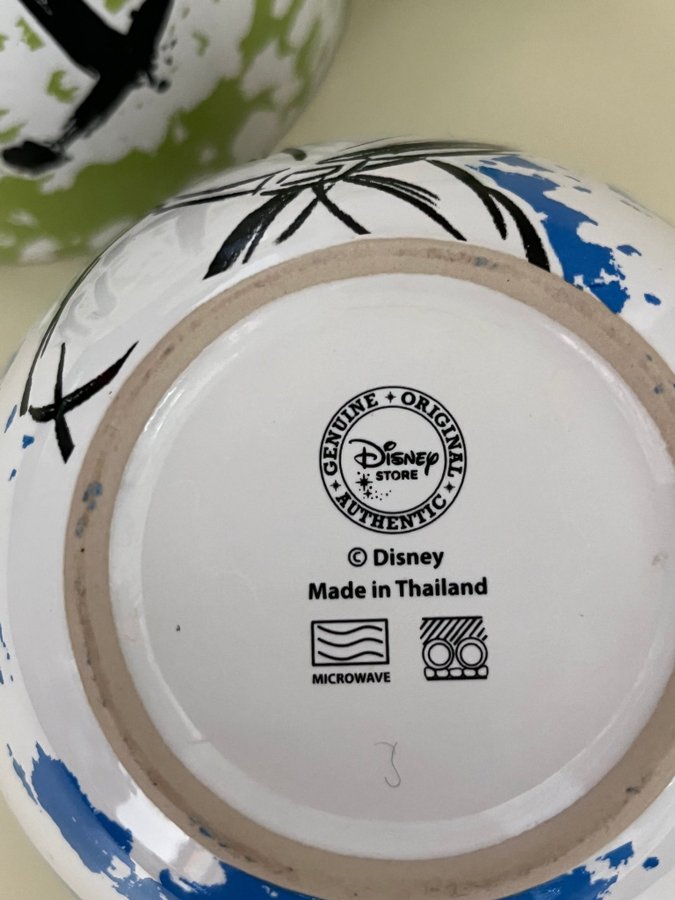 GENUINE ORIGINAL
Disney
STORE
AUTHENTIC
© Disney
Made in Thailand
MICROWAVE